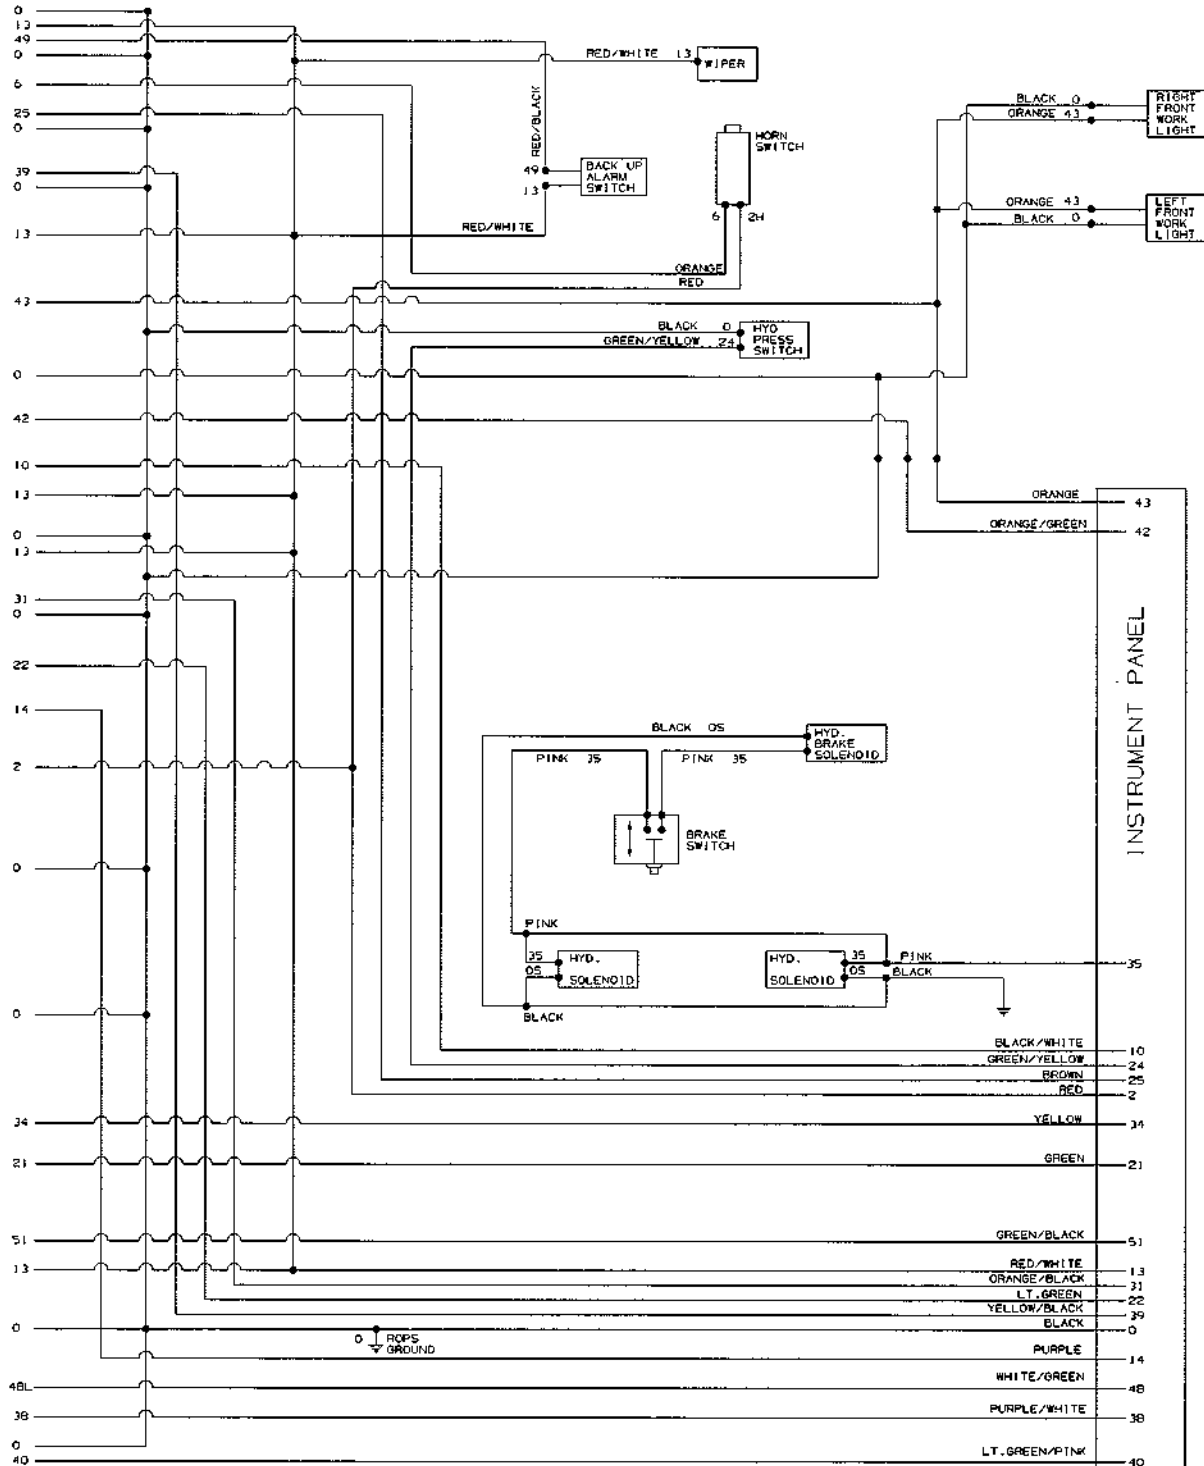 0
13
49
0
RED/WHITE 13
WIPER
6
25
0
RED/BLACK
BLACK 0
ORANGE 43
RIGHT
FRONT
WORK
LIGHT
HORN
SWITCH
39
0
49
13
BACK UP
ALARM
SWITCH
6 2H
ORANGE 43
BLACK 0
LEFT
FRONT
WORK
LIGHT
13
RED/WHITE
ORANGE
RED
43
BLACK 0
GREEN/YELLOW 24
HYD
PRESS
SWITCH
0
42
10
13
ORANGE 43
ORANGE/GREEN 42
0
13
31
0
INSTRUMENT PANEL
22
14
BLACK OS
HYD.
BRAKE
SOLENOID
PINK 35
PINK 35
2
BRAKE
SWITCH
0
PINK
35
OS
HYD.
SOLENOID
HYD.
SOLENOID
35
OS
PINK
BLACK
35
0
BLACK
BLACK/WHITE 10
GREEN/YELLOW 24
BROWN 25
RED 2
34
YELLOW 34
21
GREEN 21
51
GREEN/BLACK 51
13
RED/WHITE 13
ORANGE/BLACK 31
LT.GREEN 22
YELLOW/BLACK 39
0
BLACK 0
0 ROPS
GROUND
PURPLE 14
48L
WHITE/GREEN 48
38
PURPLE/WHITE 38
0
40
LT.GREEN/PINK 40